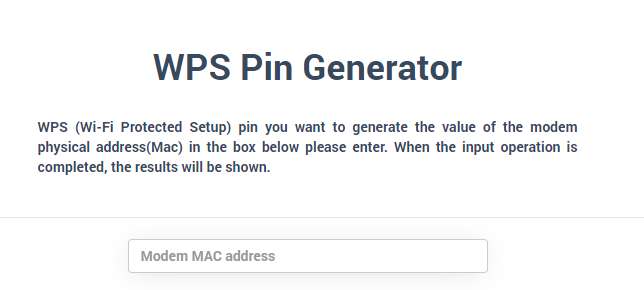 WPS Pin Generator
WPS (Wi-Fi Protected Setup) pin you want to generate the value of the modem
physical address(Mac) in the box below please enter. When the input operation is
completed, the results will be shown.
Modem MAC address